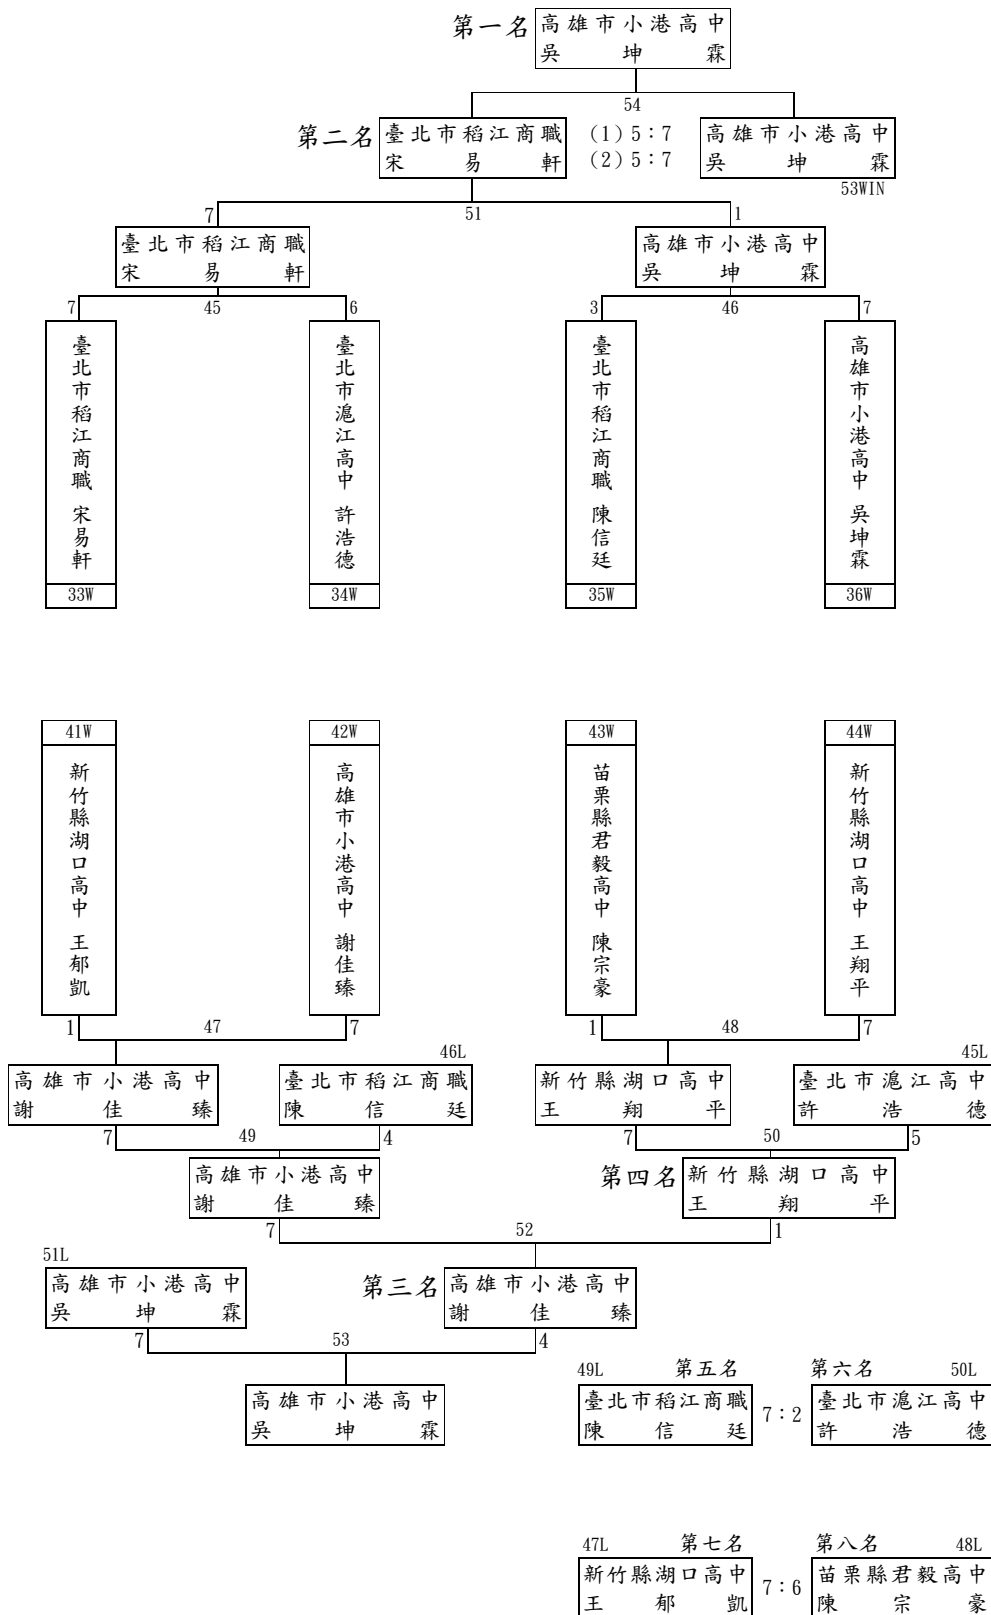 第一名 高雄市小港高中
吳坤霖
54
第二名 臺北市稻江商職 (1) 5：7 高雄市小港高中
宋易軒 (2) 5：7 吳坤霖
53WIN
7 51 1
臺北市稻江商職 高雄市小港高中
宋易軒 吳坤霖
7 45 6 3 46 7
臺北市稻江商職 宋易軒
33W
臺北市滬江高中 許浩德
34W
臺北市稻江商職 陳信廷
35W
高雄市小港高中 吳坤霖
36W
41W
新竹縣湖口高中 王郁凱
42W
高雄市小港高中 謝佳臻
43W
苗栗縣君毅高中 陳宗豪
44W
新竹縣湖口高中 王翔平
1 47 7 1 48 7
46L 45L
高雄市小港高中 臺北市稻江商職 新竹縣湖口高中 臺北市滬江高中
謝佳臻 陳信廷 王翔平 許浩德
7 49 4 7 50 5
高雄市小港高中 第四名 新竹縣湖口高中
謝佳臻 王翔平
7 52 1
51L
高雄市小港高中 第三名 高雄市小港高中
吳坤霖 謝佳臻
7 53 4
49L 第五名 第六名 50L
高雄市小港高中 臺北市稻江商職 7：2 臺北市滬江高中
吳坤霖 陳信廷 許浩德
47L 第七名 第八名 48L
新竹縣湖口高中 7：6 苗栗縣君毅高中
王郁凱 陳宗豪